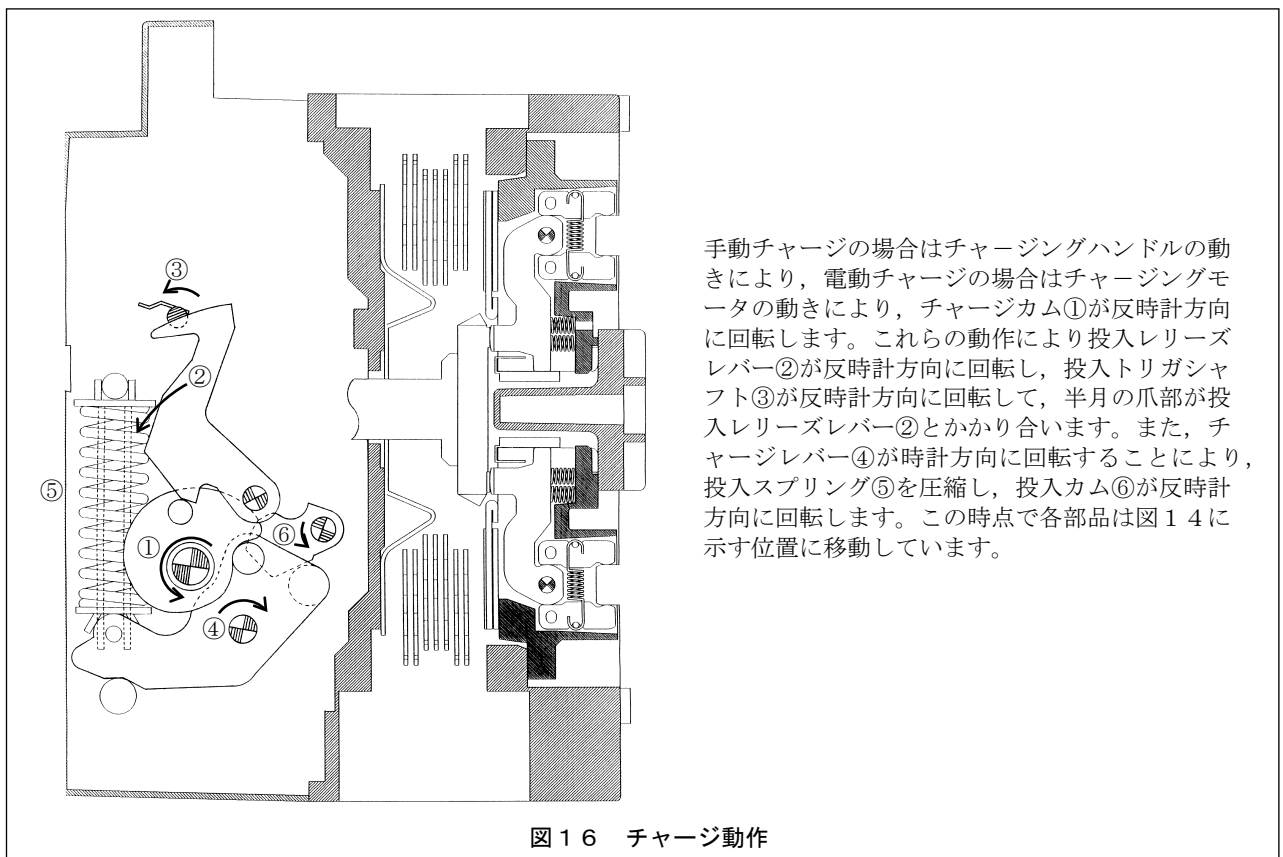 ③
②
⑤
⑥
①
④
手動チャージの場合はチャージングハンドルの動
きにより，電動チャージの場合はチャージングモ
ータの動きにより，チャージカム①が反時計方向
に回転します。これらの動作により投入レリーズ
レバー②が反時計方向に回転し，投入トリガシャ
フト③が反時計方向に回転して，半月の爪部が投
入レリーズレバー②とかかり合います。また，チ
ャージレバー④が時計方向に回転することにより，
投入スプリング⑤を圧縮し，投入カム⑥が反時計
方向に回転します。この時点で各部品は図１４に
示す位置に移動しています。
図１６　チャージ動作